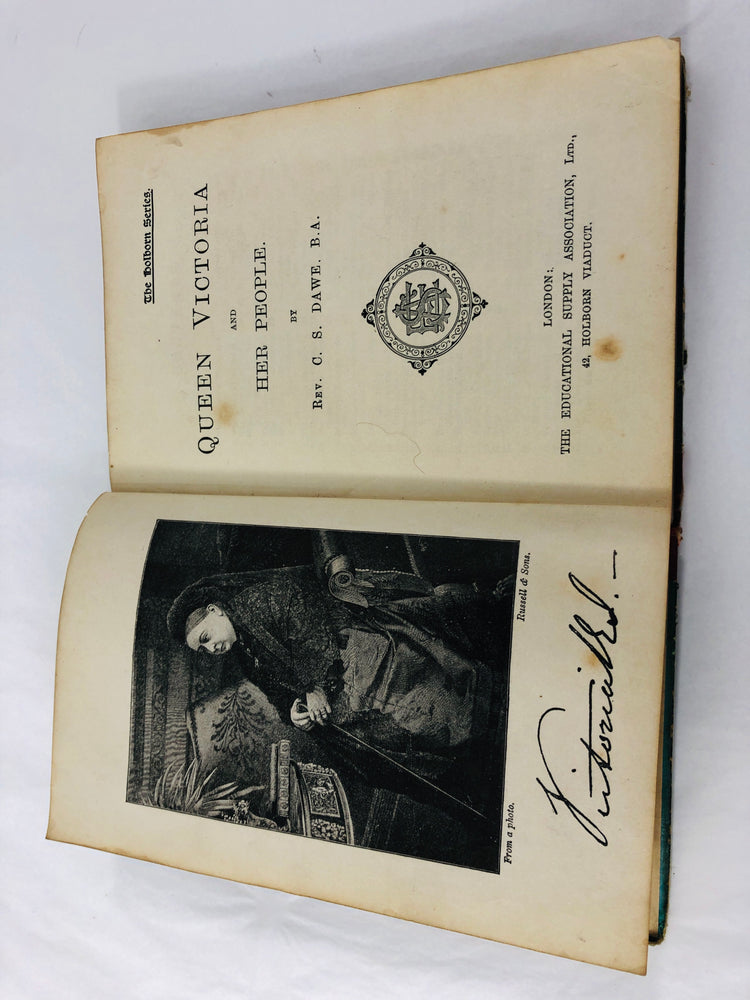 From a photo.
Russell & Sons.
Victoria R.I. —
The Holborn Series.
QUEEN VICTORIA
AND
HER PEOPLE.
BY
REV. C. S. DAWE, B.A.
LONDON:
THE EDUCATIONAL SUPPLY ASSOCIATION, LTD.,
42, HOLBORN VIADUCT.